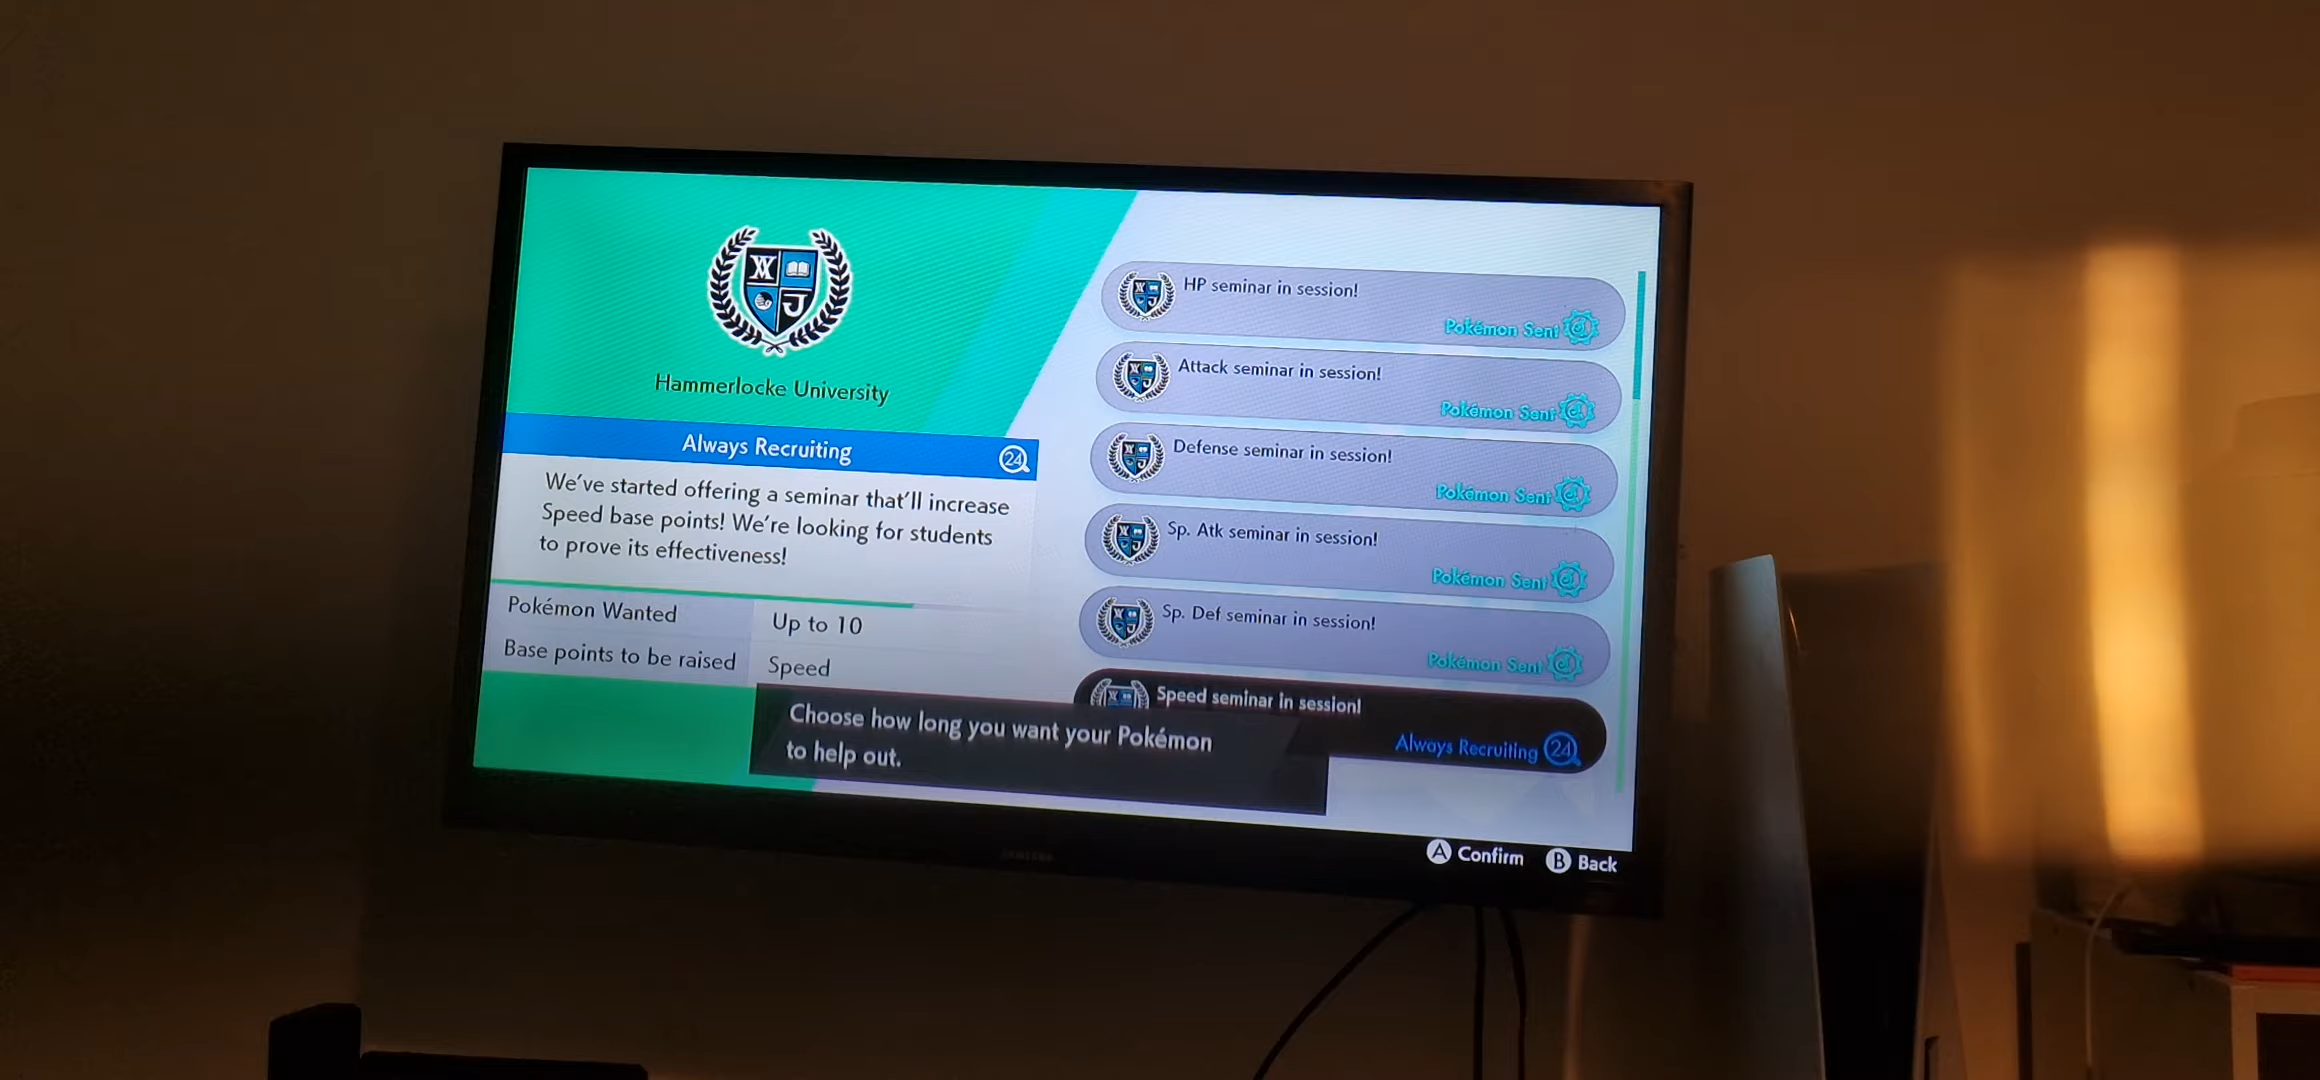 Hammerlocke University
Always Recruiting 24
We've started offering a seminar that'll increase
Speed base points! We're looking for students
to prove its effectiveness!
Pokémon Wanted Up to 10
Base points to be raised Speed
HP seminar in session!
Pokémon Sent
Attack seminar in session!
Pokémon Sent
Defense seminar in session!
Pokémon Sent
Sp. Atk seminar in session!
Pokémon Sent
Sp. Def seminar in session!
Pokémon Sent
Speed seminar in session!
Always Recruiting 24
Choose how long you want your Pokémon
to help out.
A Confirm B Back
SAMSUNG